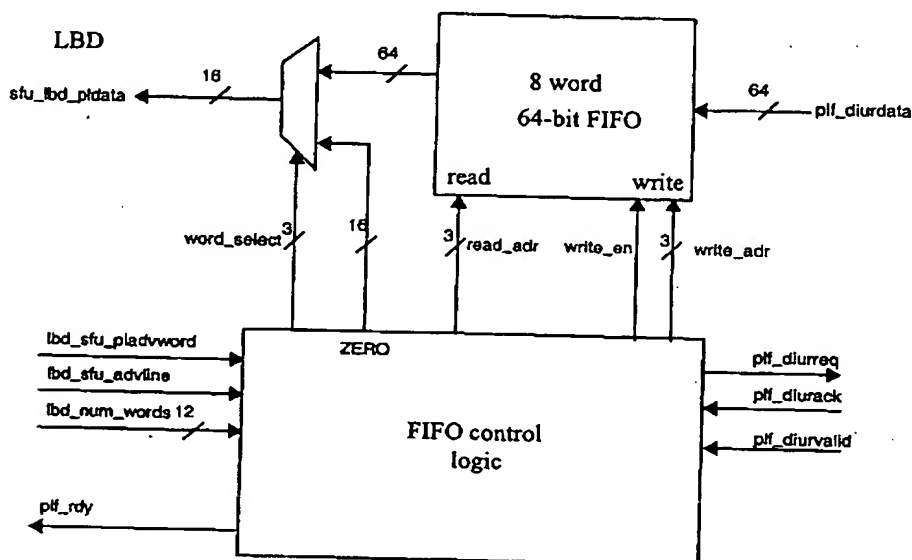 LBD
64
16
8 word
64-bit FIFO
64
sfu_lbd_pldata
plf_diurdata
read
write
word_select
3
16
3
read_adr
write_en
3
write_adr
lbd_sfu_pladvword
ZERO
plf_diurreq
lbd_sfu_advline
plf_diurack
lbd_num_words 12
FIFO control
logic
plf_diurvalid
plf_rdy